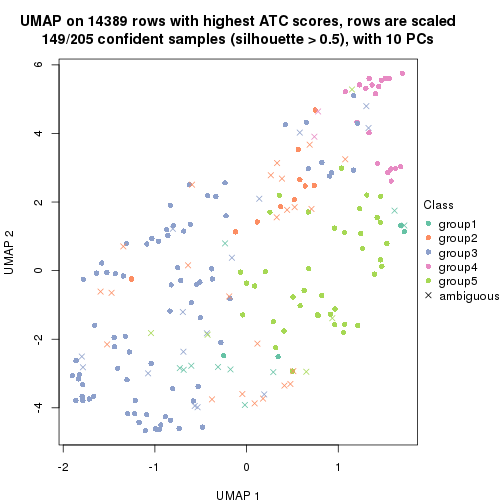 UMAP on 14389 rows with highest ATC scores, rows are scaled
149/205 confident samples (silhouette > 0.5), with 10 PCs
6
4
2
0
-2
-4
UMAP 2
-2
-1
0
1
UMAP 1
Class
group1
group2
group3
group4
group5
ambiguous